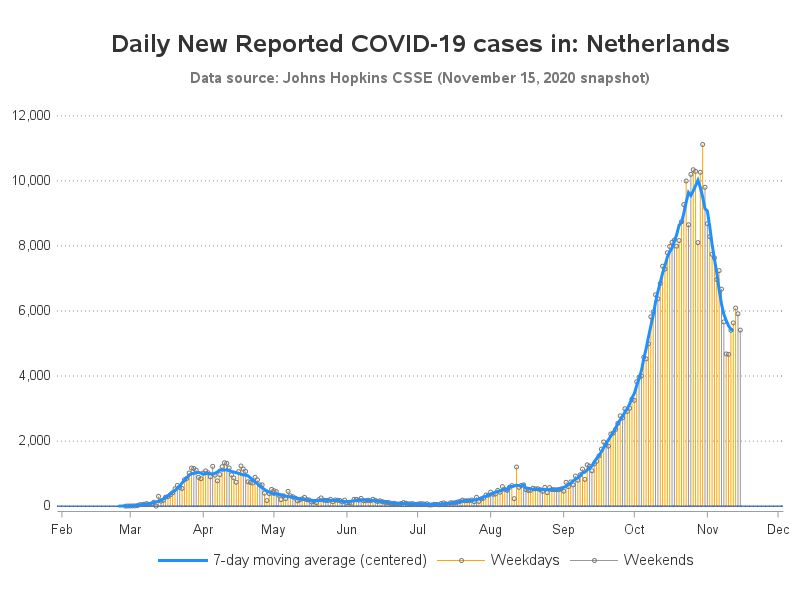 Daily New Reported COVID-19 cases in: Netherlands
Data source: Johns Hopkins CSSE (November 15, 2020 snapshot)
12,000
10,000
8,000
6,000
4,000
2,000
0
Feb Mar Apr May Jun Jul Aug Sep Oct Nov Dec
7-day moving average (centered) Weekdays Weekends